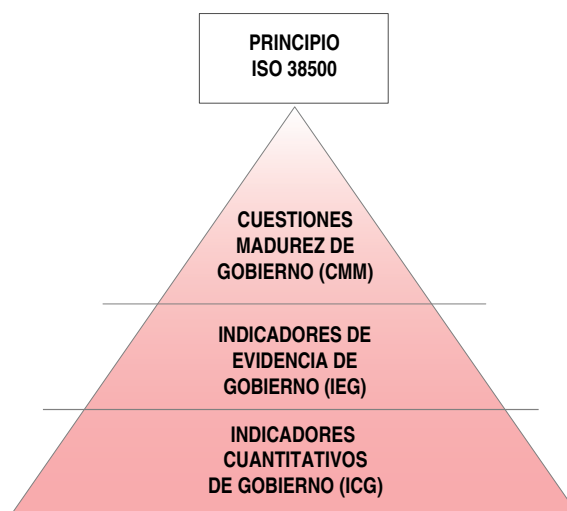 PRINCIPIO
ISO 38500
CUESTIONES
MADUREZ DE
GOBIERNO (CMM)
INDICADORES DE
EVIDENCIA DE
GOBIERNO (IEG)
INDICADORES
CUANTITATIVOS
DE GOBIERNO (ICG)